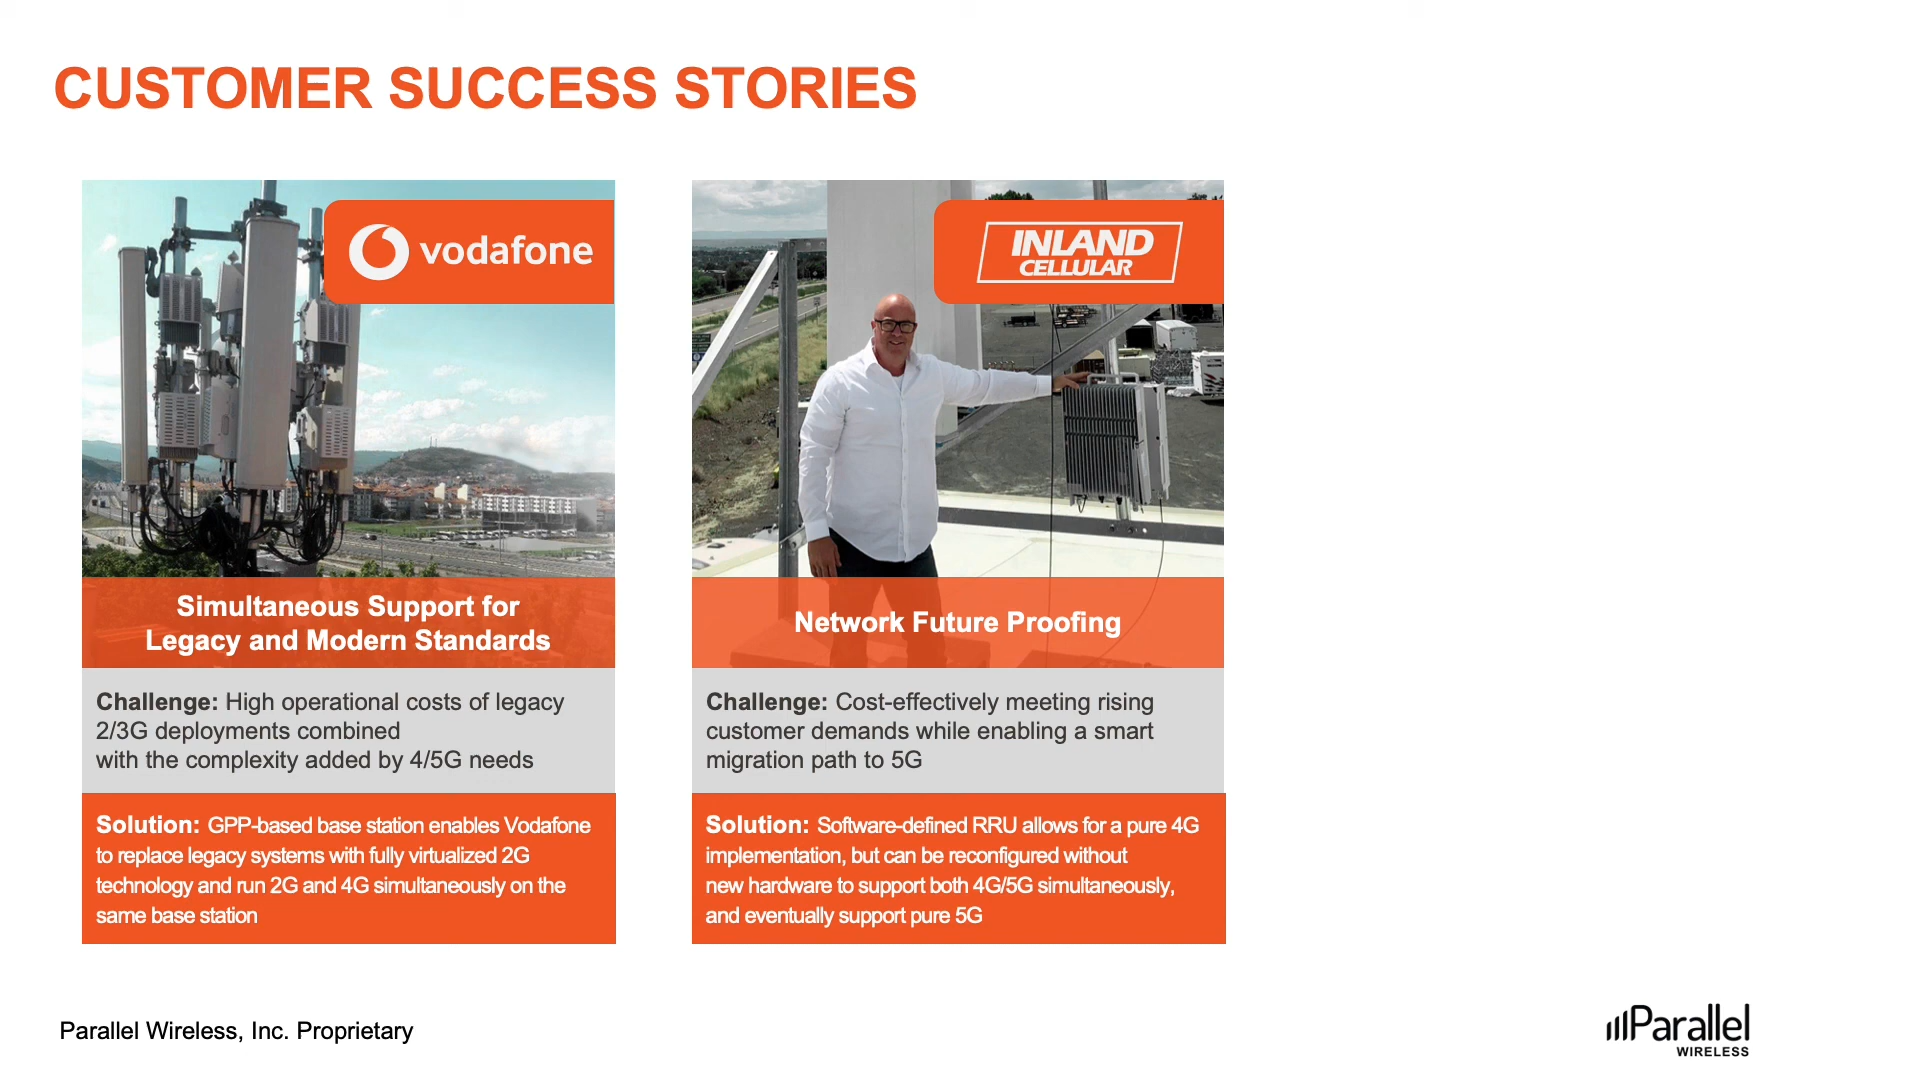 CUSTOMER SUCCESS STORIES
vodafone
Simultaneous Support for
Legacy and Modern Standards
Challenge: High operational costs of legacy
2/3G deployments combined
with the complexity added by 4/5G needs
Solution: GPP-based base station enables Vodafone
to replace legacy systems with fully virtualized 2G
technology and run 2G and 4G simultaneously on the
same base station
INLAND
CELLULAR
Network Future Proofing
Challenge: Cost-effectively meeting rising
customer demands while enabling a smart
migration path to 5G
Solution: Software-defined RRU allows for a pure 4G
implementation, but can be reconfigured without
new hardware to support both 4G/5G simultaneously,
and eventually support pure 5G
Parallel Wireless, Inc. Proprietary
Parallel
WIRELESS